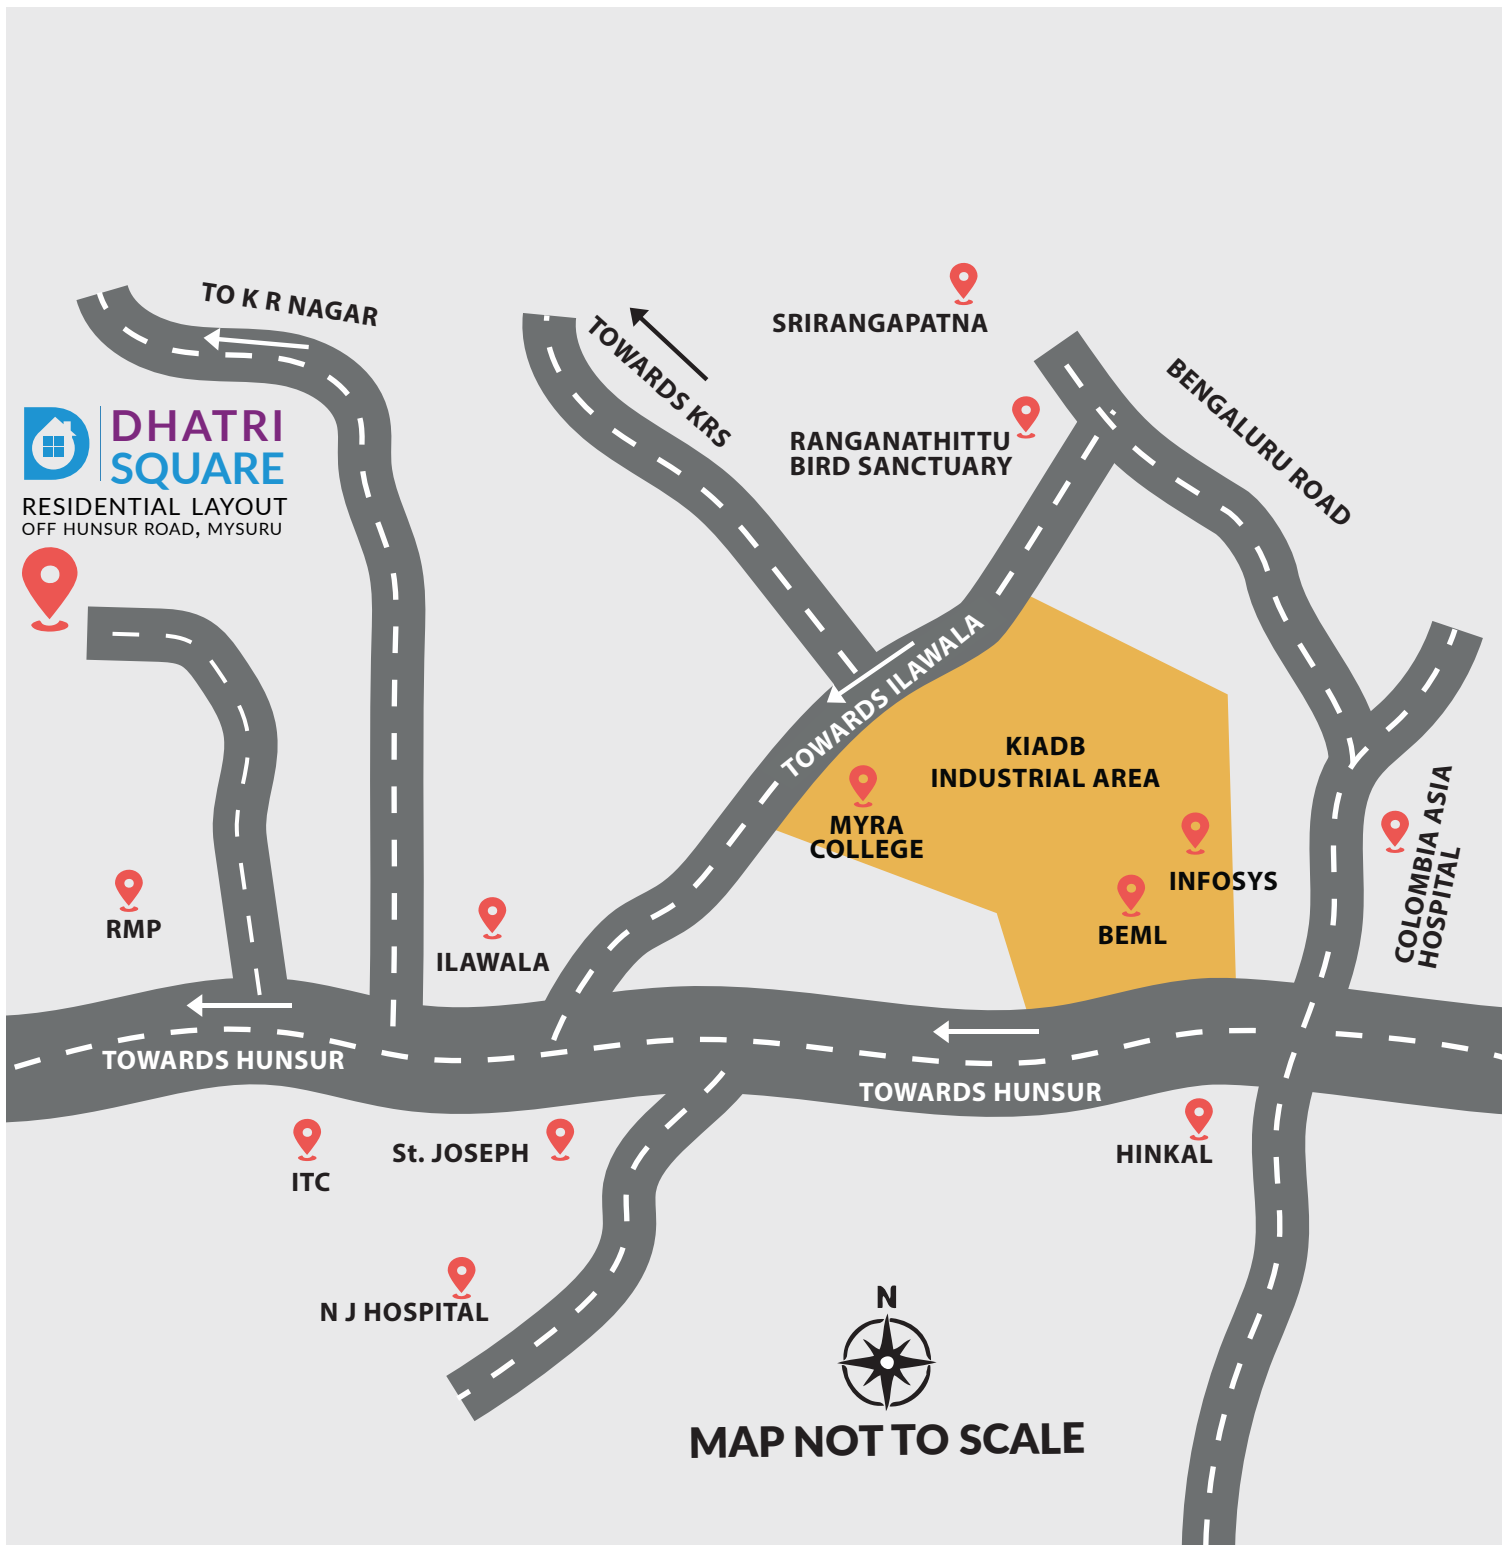 TO K R NAGAR
TOWARDS KRS
SRIRANGAPATNA
BENGALURU ROAD
DHATRI
SQUARE
RESIDENTIAL LAYOUT
OFF HUNSUR ROAD, MYSURU
RANGANATHITTU
BIRD SANCTUARY
TOWARDS ILAWALA
KIADB
INDUSTRIAL AREA
MYRA
COLLEGE
INFOSYS
BEML
COLOMBIA ASIA
HOSPITAL
RMP
ILAWALA
TOWARDS HUNSUR
TOWARDS HUNSUR
ITC
St. JOSEPH
HINKAL
N J HOSPITAL
N
MAP NOT TO SCALE